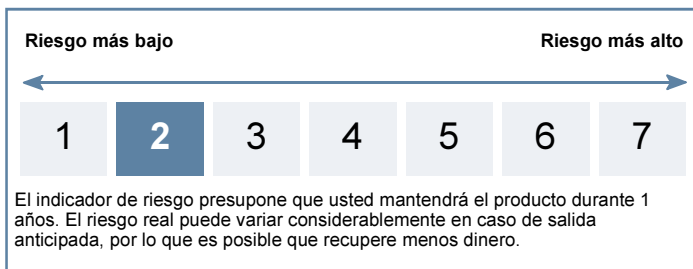 Riesgo más bajo Riesgo más alto
1 2 3 4 5 6 7
El indicador de riesgo presupone que usted mantendrá el producto durante 1
años. El riesgo real puede variar considerablemente en caso de salida
anticipada, por lo que es posible que recupere menos dinero.